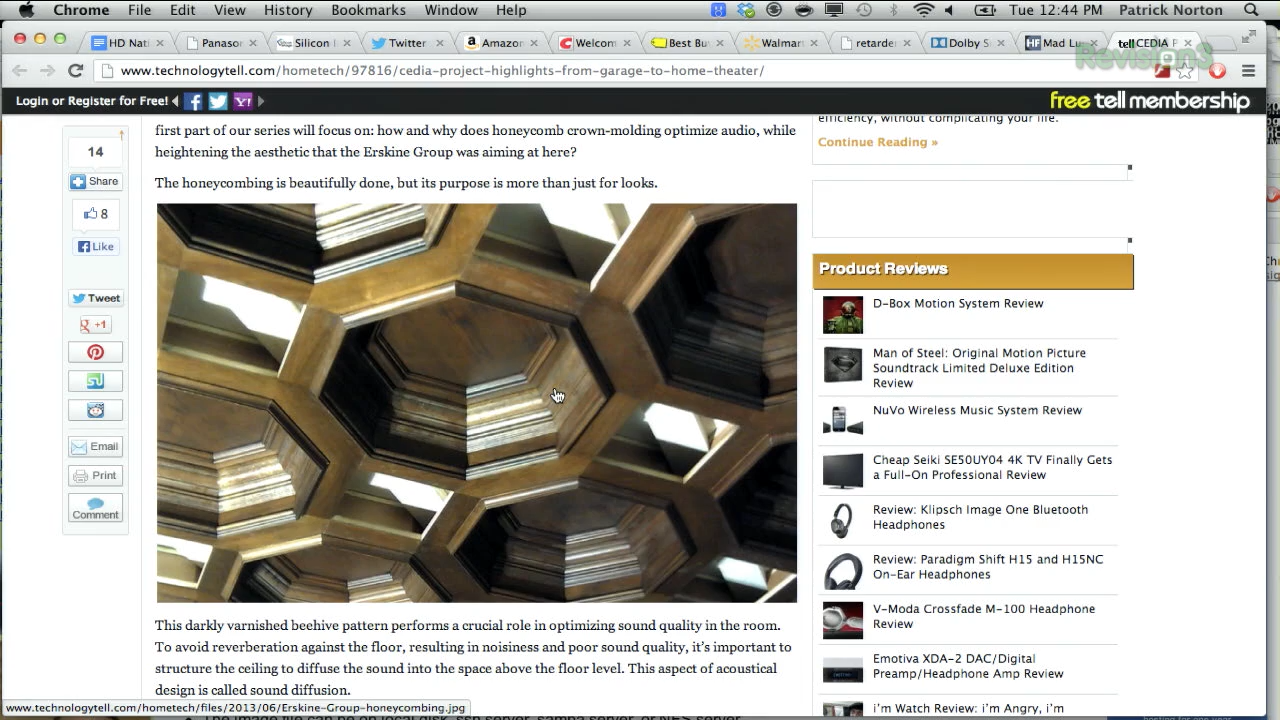 Chrome File Edit View History Bookmarks Window Help Tue 12:44 PM Patrick Norton
HD Nati Panason Silicon Twitter Amazon Welcom Best Bu Walmart retarder Dolby S Mad Lu tell CEDIA P
Revision3
www.technologytell.com/hometech/97816/cedia-project-highlights-from-garage-to-home-theater/
Login or Register for Free! f Y! free tell membership
first part of our series will focus on: how and why does honeycomb crown-molding optimize audio, while
heightening the aesthetic that the Erskine Group was aiming at here?
The honeycombing is beautifully done, but its purpose is more than just for looks.
14
Share
8
Like
Tweet
+1
Email
Print
Comment
This darkly varnished beehive pattern performs a crucial role in optimizing sound quality in the room.
To avoid reverberation against the floor, resulting in noisiness and poor sound quality, it's important to
structure the ceiling to diffuse the sound into the space above the floor level. This aspect of acoustical
design is called sound diffusion.
efficiency, without complicating your life.
Continue Reading »
Product Reviews
D-Box Motion System Review
Man of Steel: Original Motion Picture
Soundtrack Limited Deluxe Edition
Review
NuVo Wireless Music System Review
Cheap Seiki SE50UY04 4K TV Finally Gets
a Full-On Professional Review
Review: Klipsch Image One Bluetooth
Headphones
Review: Paradigm Shift H15 and H15NC
On-Ear Headphones
V-Moda Crossfade M-100 Headphone
Review
Emotiva XDA-2 DAC/Digital
Preamp/Headphone Amp Review
i'm Watch Review: i'm Angry, i'm
www.technologytell.com/hometech/files/2013/06/Erskine-Group-honeycombing.jpg